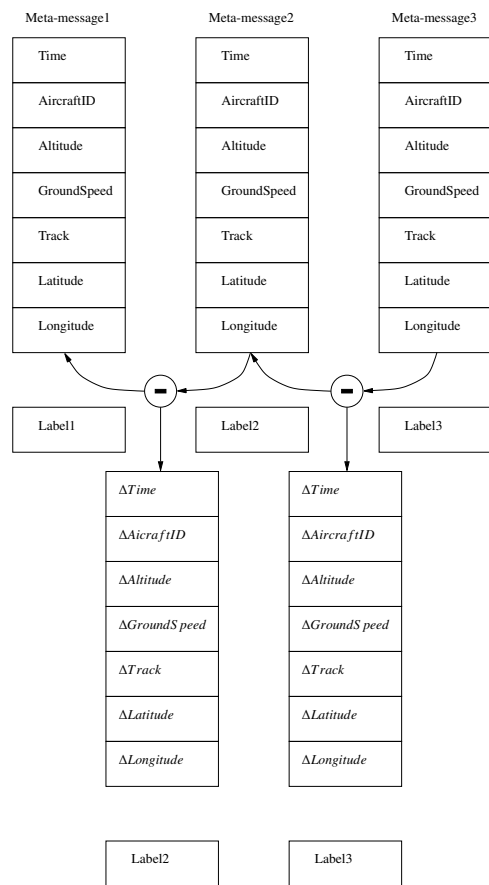 Meta-message1 Meta-message2 Meta-message3
Time Time Time
AircraftID AircraftID AircraftID
Altitude Altitude Altitude
GroundSpeed GroundSpeed GroundSpeed
Track Track Track
Latitude Latitude Latitude
Longitude Longitude Longitude
- -
Label1 Label2 Label3
ΔTime ΔTime
ΔAicraftID ΔAircraftID
ΔAltitude ΔAltitude
ΔGroundSpeed ΔGroundSpeed
ΔTrack ΔTrack
ΔLatitude ΔLatitude
ΔLongitude ΔLongitude
Label2 Label3